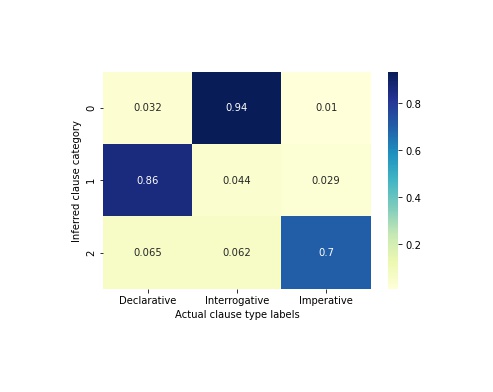 0 0.032 0.94 0.01
1 0.86 0.044 0.029
2 0.065 0.062 0.7
Declarative Interrogative Imperative
Actual clause type labels
Inferred clause category
0.8
0.6
0.4
0.2